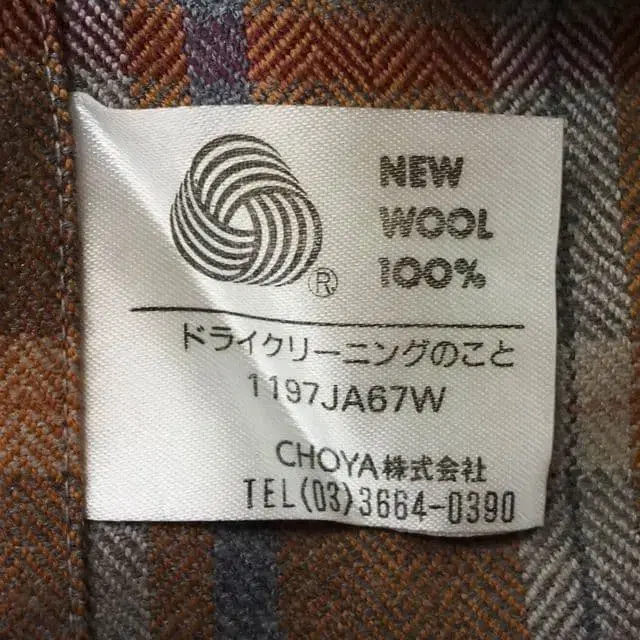 NEW
WOOL
100%
®
ドライクリーニングのこと
1197JA67W
CHOYA株式会社
TEL(03)3664-0390